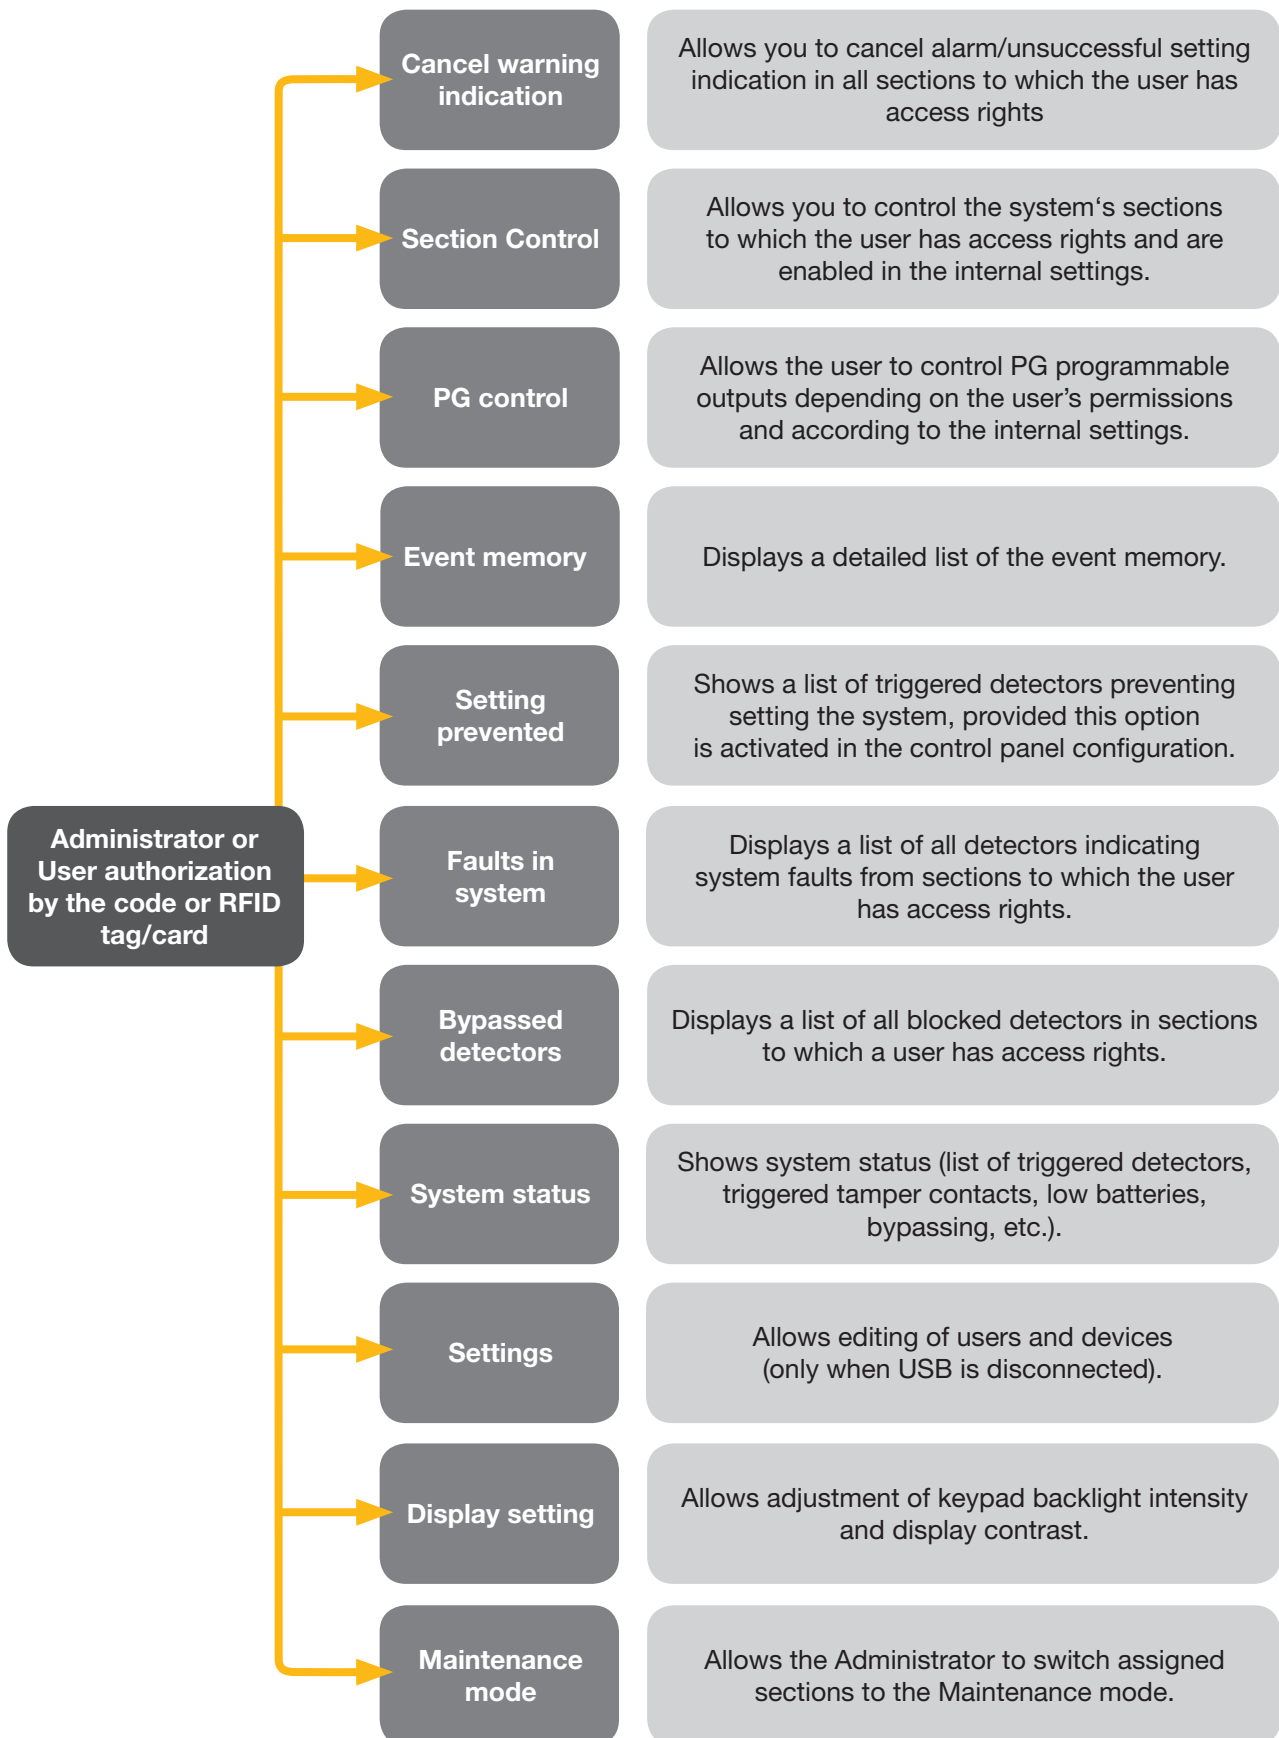 Cancel warning
indication
Allows you to cancel alarm/unsuccessful setting
indication in all sections to which the user has
access rights
Section Control
Allows you to control the system‘s sections
to which the user has access rights and are
enabled in the internal settings.
PG control
Allows the user to control PG programmable
outputs depending on the user’s permissions
and according to the internal settings.
Event memory
Displays a detailed list of the event memory.
Setting
prevented
Shows a list of triggered detectors preventing
setting the system, provided this option
is activated in the control panel configuration.
Administrator or
User authorization
by the code or RFID
tag/card
Faults in
system
Displays a list of all detectors indicating
system faults from sections to which the user
has access rights.
Bypassed
detectors
Displays a list of all blocked detectors in sections
to which a user has access rights.
System status
Shows system status (list of triggered detectors,
triggered tamper contacts, low batteries,
bypassing, etc.).
Settings
Allows editing of users and devices
(only when USB is disconnected).
Display setting
Allows adjustment of keypad backlight intensity
and display contrast.
Maintenance
mode
Allows the Administrator to switch assigned
sections to the Maintenance mode.